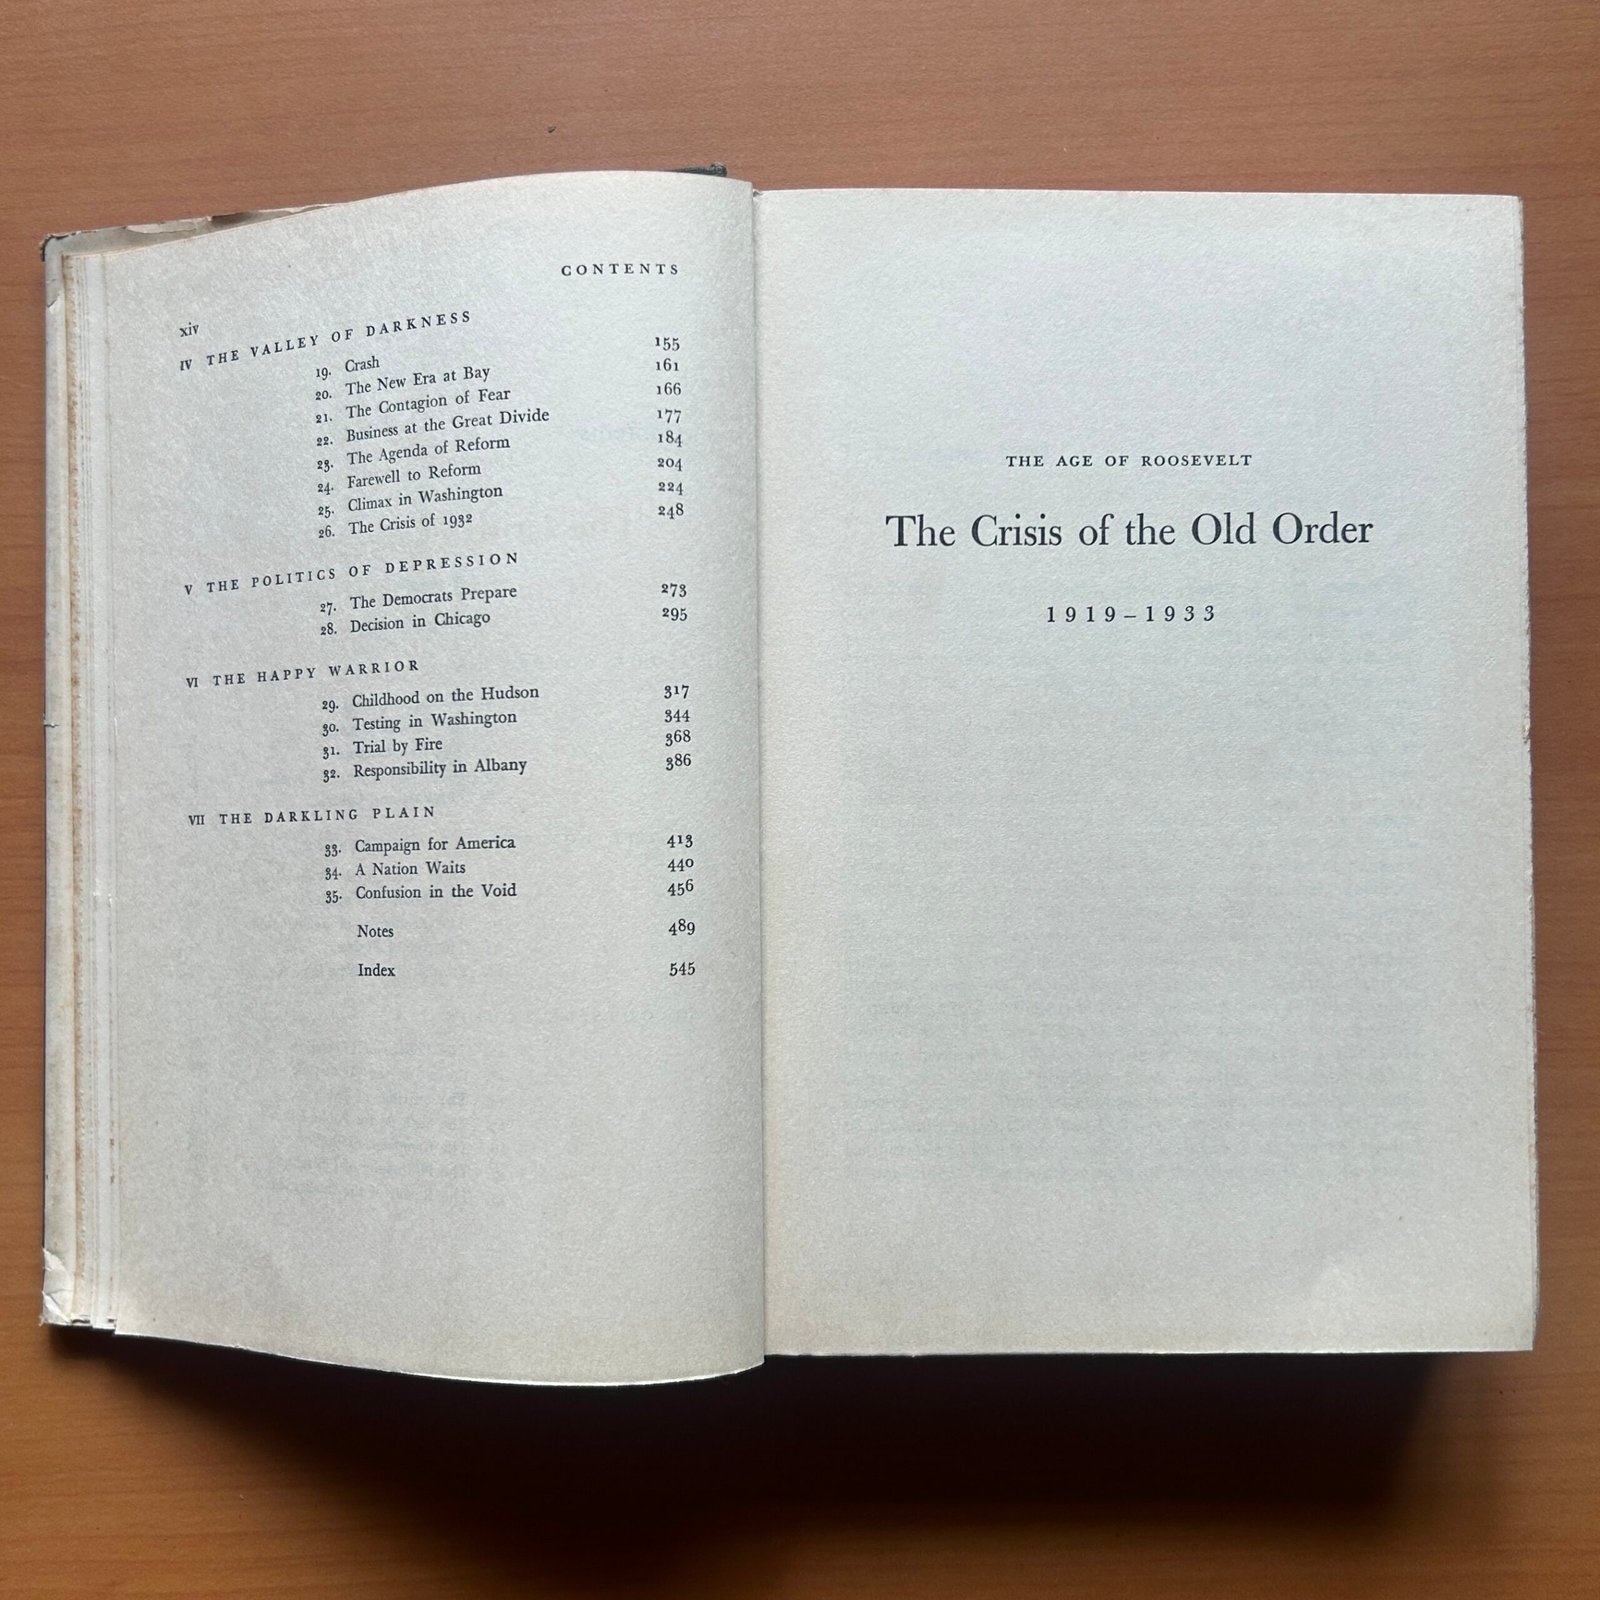 CONTENTS
xiv
IV THE VALLEY OF DARKNESS
19. Crash 155
20. The New Era at Bay 161
21. The Contagion of Fear 166
22. Business at the Great Divide 177
23. The Agenda of Reform 184
24. Farewell to Reform 204
25. Climax in Washington 224
26. The Crisis of 1932 248
V THE POLITICS OF DEPRESSION
27. The Democrats Prepare 273
28. Decision in Chicago 295
VI THE HAPPY WARRIOR
29. Childhood on the Hudson 317
30. Testing in Washington 344
31. Trial by Fire 368
32. Responsibility in Albany 386
VII THE DARKLING PLAIN
33. Campaign for America 413
34. A Nation Waits 440
35. Confusion in the Void 456
Notes 489
Index 545
THE AGE OF ROOSEVELT
The Crisis of the Old Order
1919–1933